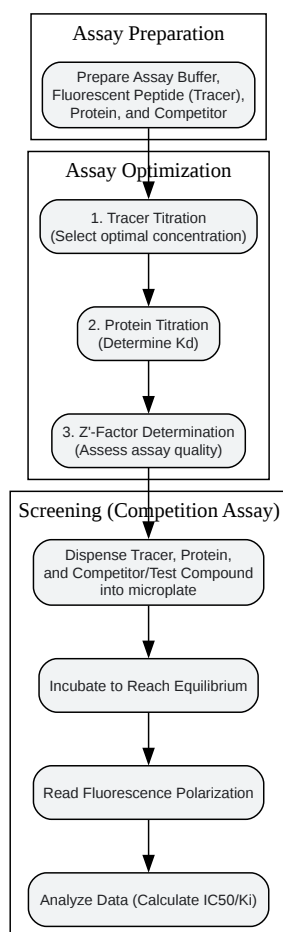 Assay Preparation
Prepare Assay Buffer,
Fluorescent Peptide (Tracer),
Protein, and Competitor
Assay Optimization
1. Tracer Titration
(Select optimal concentration)
2. Protein Titration
(Determine Kd)
3. Z'-Factor Determination
(Assess assay quality)
Screening (Competition Assay)
Dispense Tracer, Protein,
and Competitor/Test Compound
into microplate
Incubate to Reach Equilibrium
Read Fluorescence Polarization
Analyze Data (Calculate IC50/Ki)